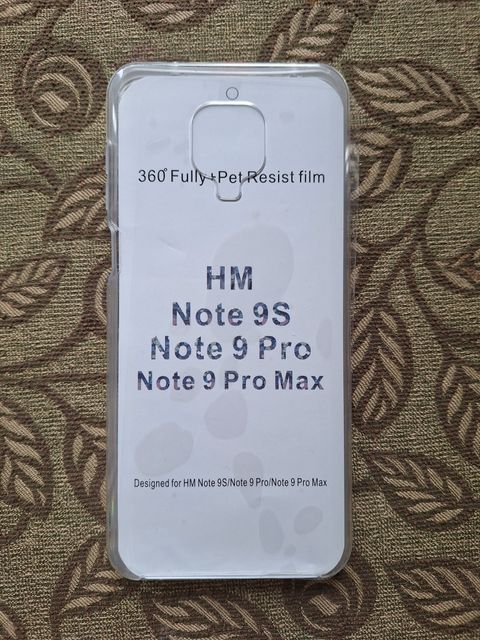 360° Fully +Pet Resist film
HM
Note 9S
Note 9 Pro
Note 9 Pro Max
Designed for HM Note 9S/Note 9 Pro/Note 9 Pro Max